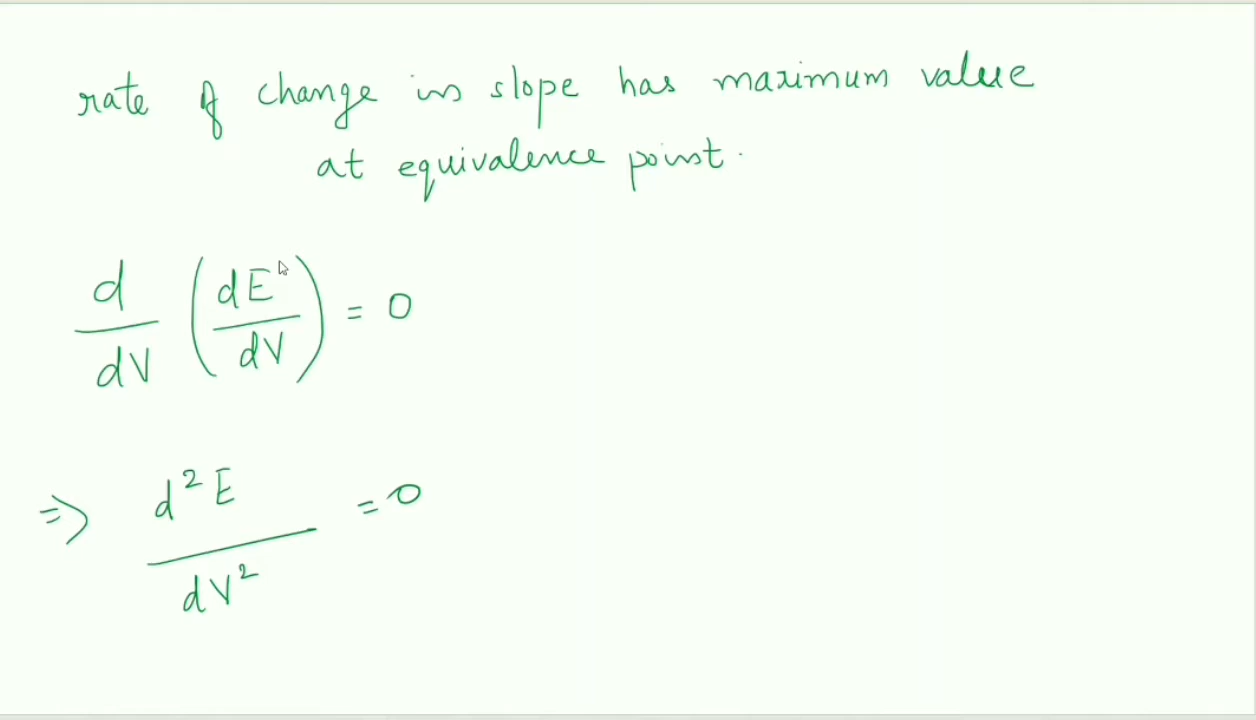 rate of change in slope has maximum value
at equivalence point.
d/dV (dE/dV) = 0
⇒ d²E/dV² = 0